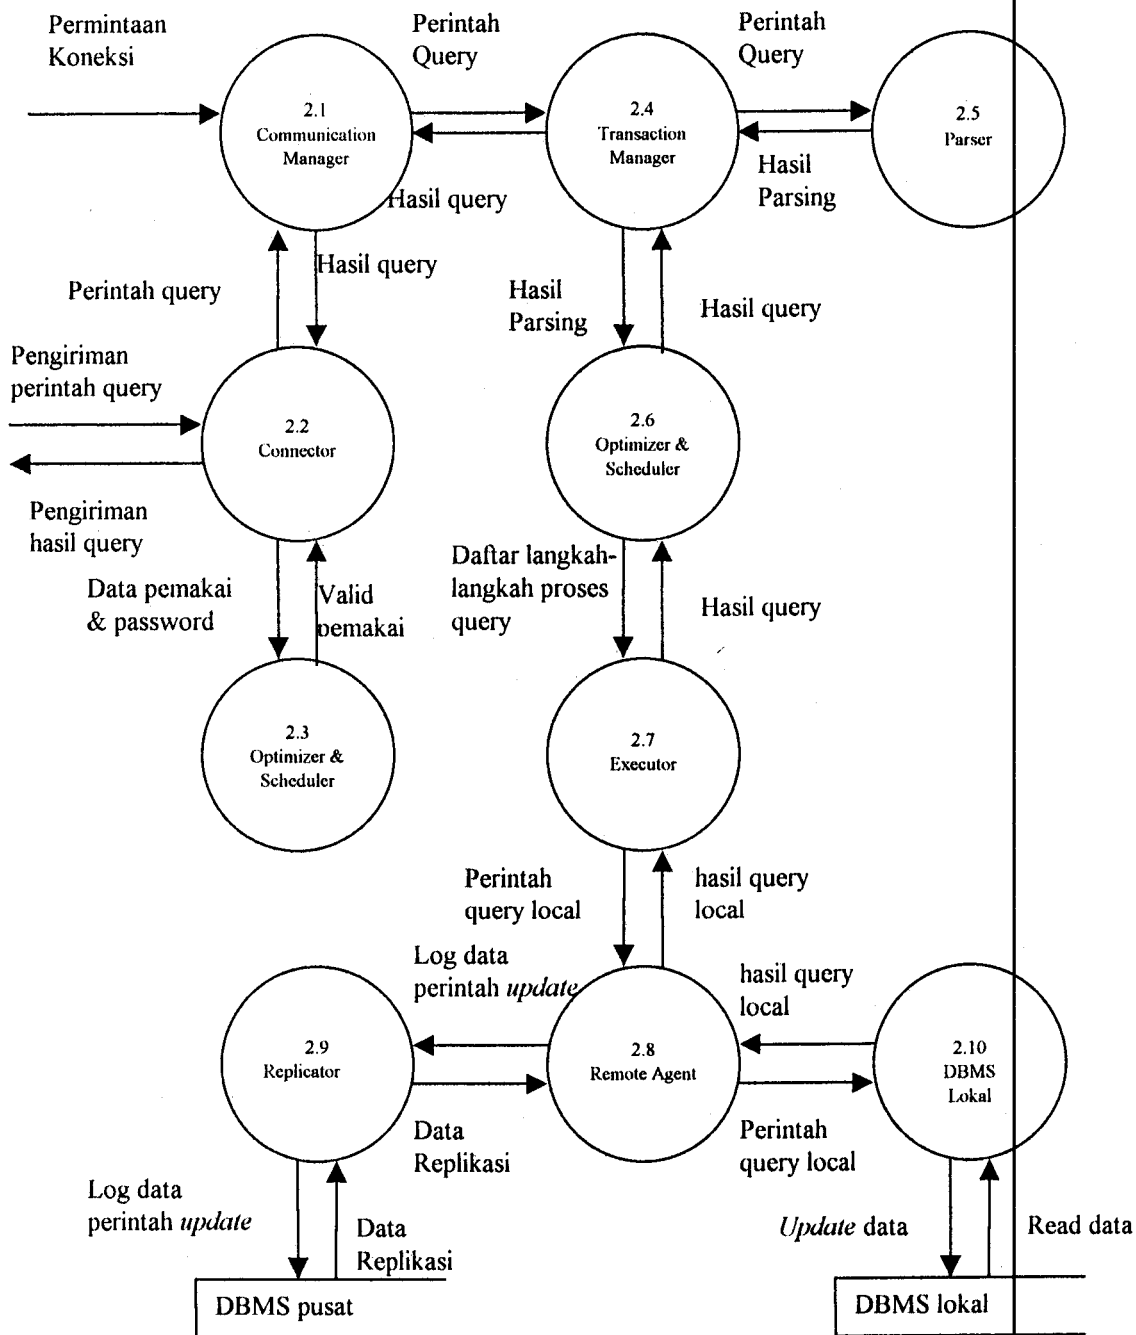 Permintaan
Koneksi
Perintah
Query
Perintah
Query
2.1
Communication
Manager
2.4
Transaction
Manager
2.5
Parser
Hasil query
Hasil
Parsing
Perintah query
Hasil query
Hasil
Parsing
Hasil query
Pengiriman
perintah query
2.2
Connector
2.6
Optimizer &
Scheduler
Pengiriman
hasil query
Data pemakai
& password
Valid
pemakai
Daftar langkah-
langkah proses
query
Hasil query
2.3
Optimizer &
Scheduler
2.7
Executor
Perintah
query local
hasil query
local
Log data
perintah update
hasil query
local
2.9
Replicator
2.8
Remote Agent
2.10
DBMS
Lokal
Data
Replikasi
Perintah
query local
Log data
perintah update
Data
Replikasi
Update data
Read data
DBMS pusat
DBMS lokal